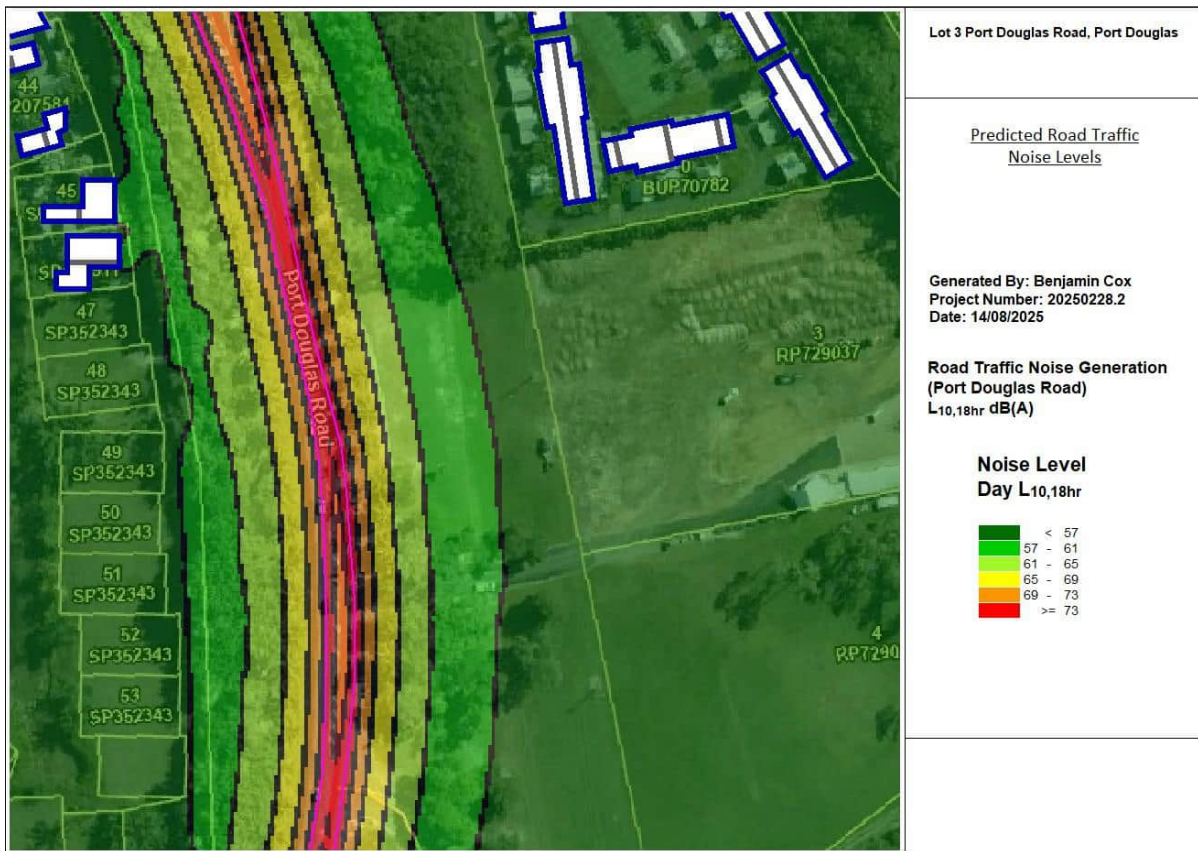 44
45
47
SP352343
48
SP352343
49
SP352343
50
SP352343
51
SP352343
52
SP352343
53
SP352343
Port Douglas Road
0
BUP70782
3
RP729037
4
RP7290
Lot 3 Port Douglas Road, Port Douglas
Predicted Road Traffic
Noise Levels
Generated By: Benjamin Cox
Project Number: 20250228.2
Date: 14/08/2025
Road Traffic Noise Generation
(Port Douglas Road)
L10,18hr dB(A)
Noise Level
Day L10,18hr
< 57
57 - 61
61 - 65
65 - 69
69 - 73
>= 73